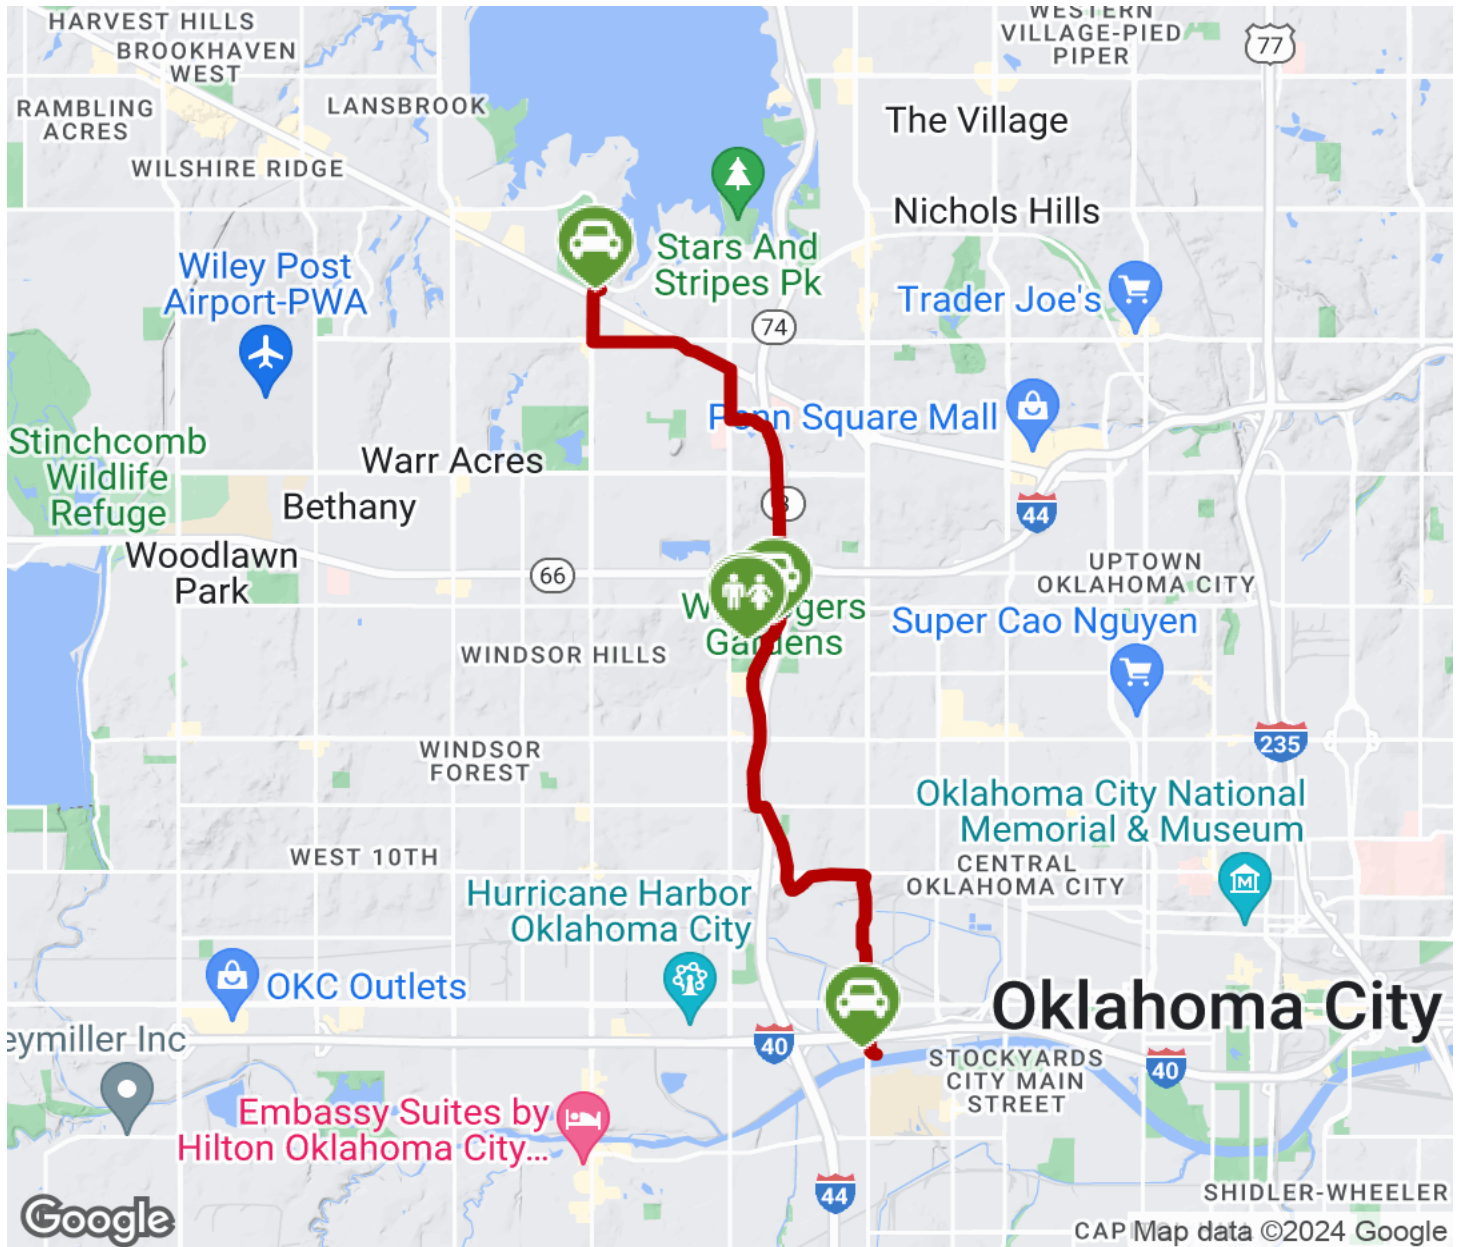 HARVEST HILLS
BROOKHAVEN
WEST
WESTERN
VILLAGE-PIED
PIPER
77
RAMBLING
ACRES
LANSBROOK
The Village
WILSHIRE RIDGE
Nichols Hills
Stars And
Stripes Pk
Wiley Post
Airport-PWA
Trader Joe's
74
Penn Square Mall
Stinchcomb
Wildlife
Refuge
Warr Acres
Bethany
3
44
Woodlawn
Park
66
UPTOWN
OKLAHOMA CITY
W gers
Gardens
Super Cao Nguyen
WINDSOR HILLS
235
WINDSOR
FOREST
Oklahoma City National
Memorial & Museum
WEST 10TH
CENTRAL
OKLAHOMA CITY
Hurricane Harbor
Oklahoma City
OKC Outlets
Oklahoma City
eymiller Inc
40
STOCKYARDS
CITY MAIN
STREET
40
Embassy Suites by
Hilton Oklahoma City...
44
SHIDLER-WHEELER
Google
CAP
Map data ©2024 Google